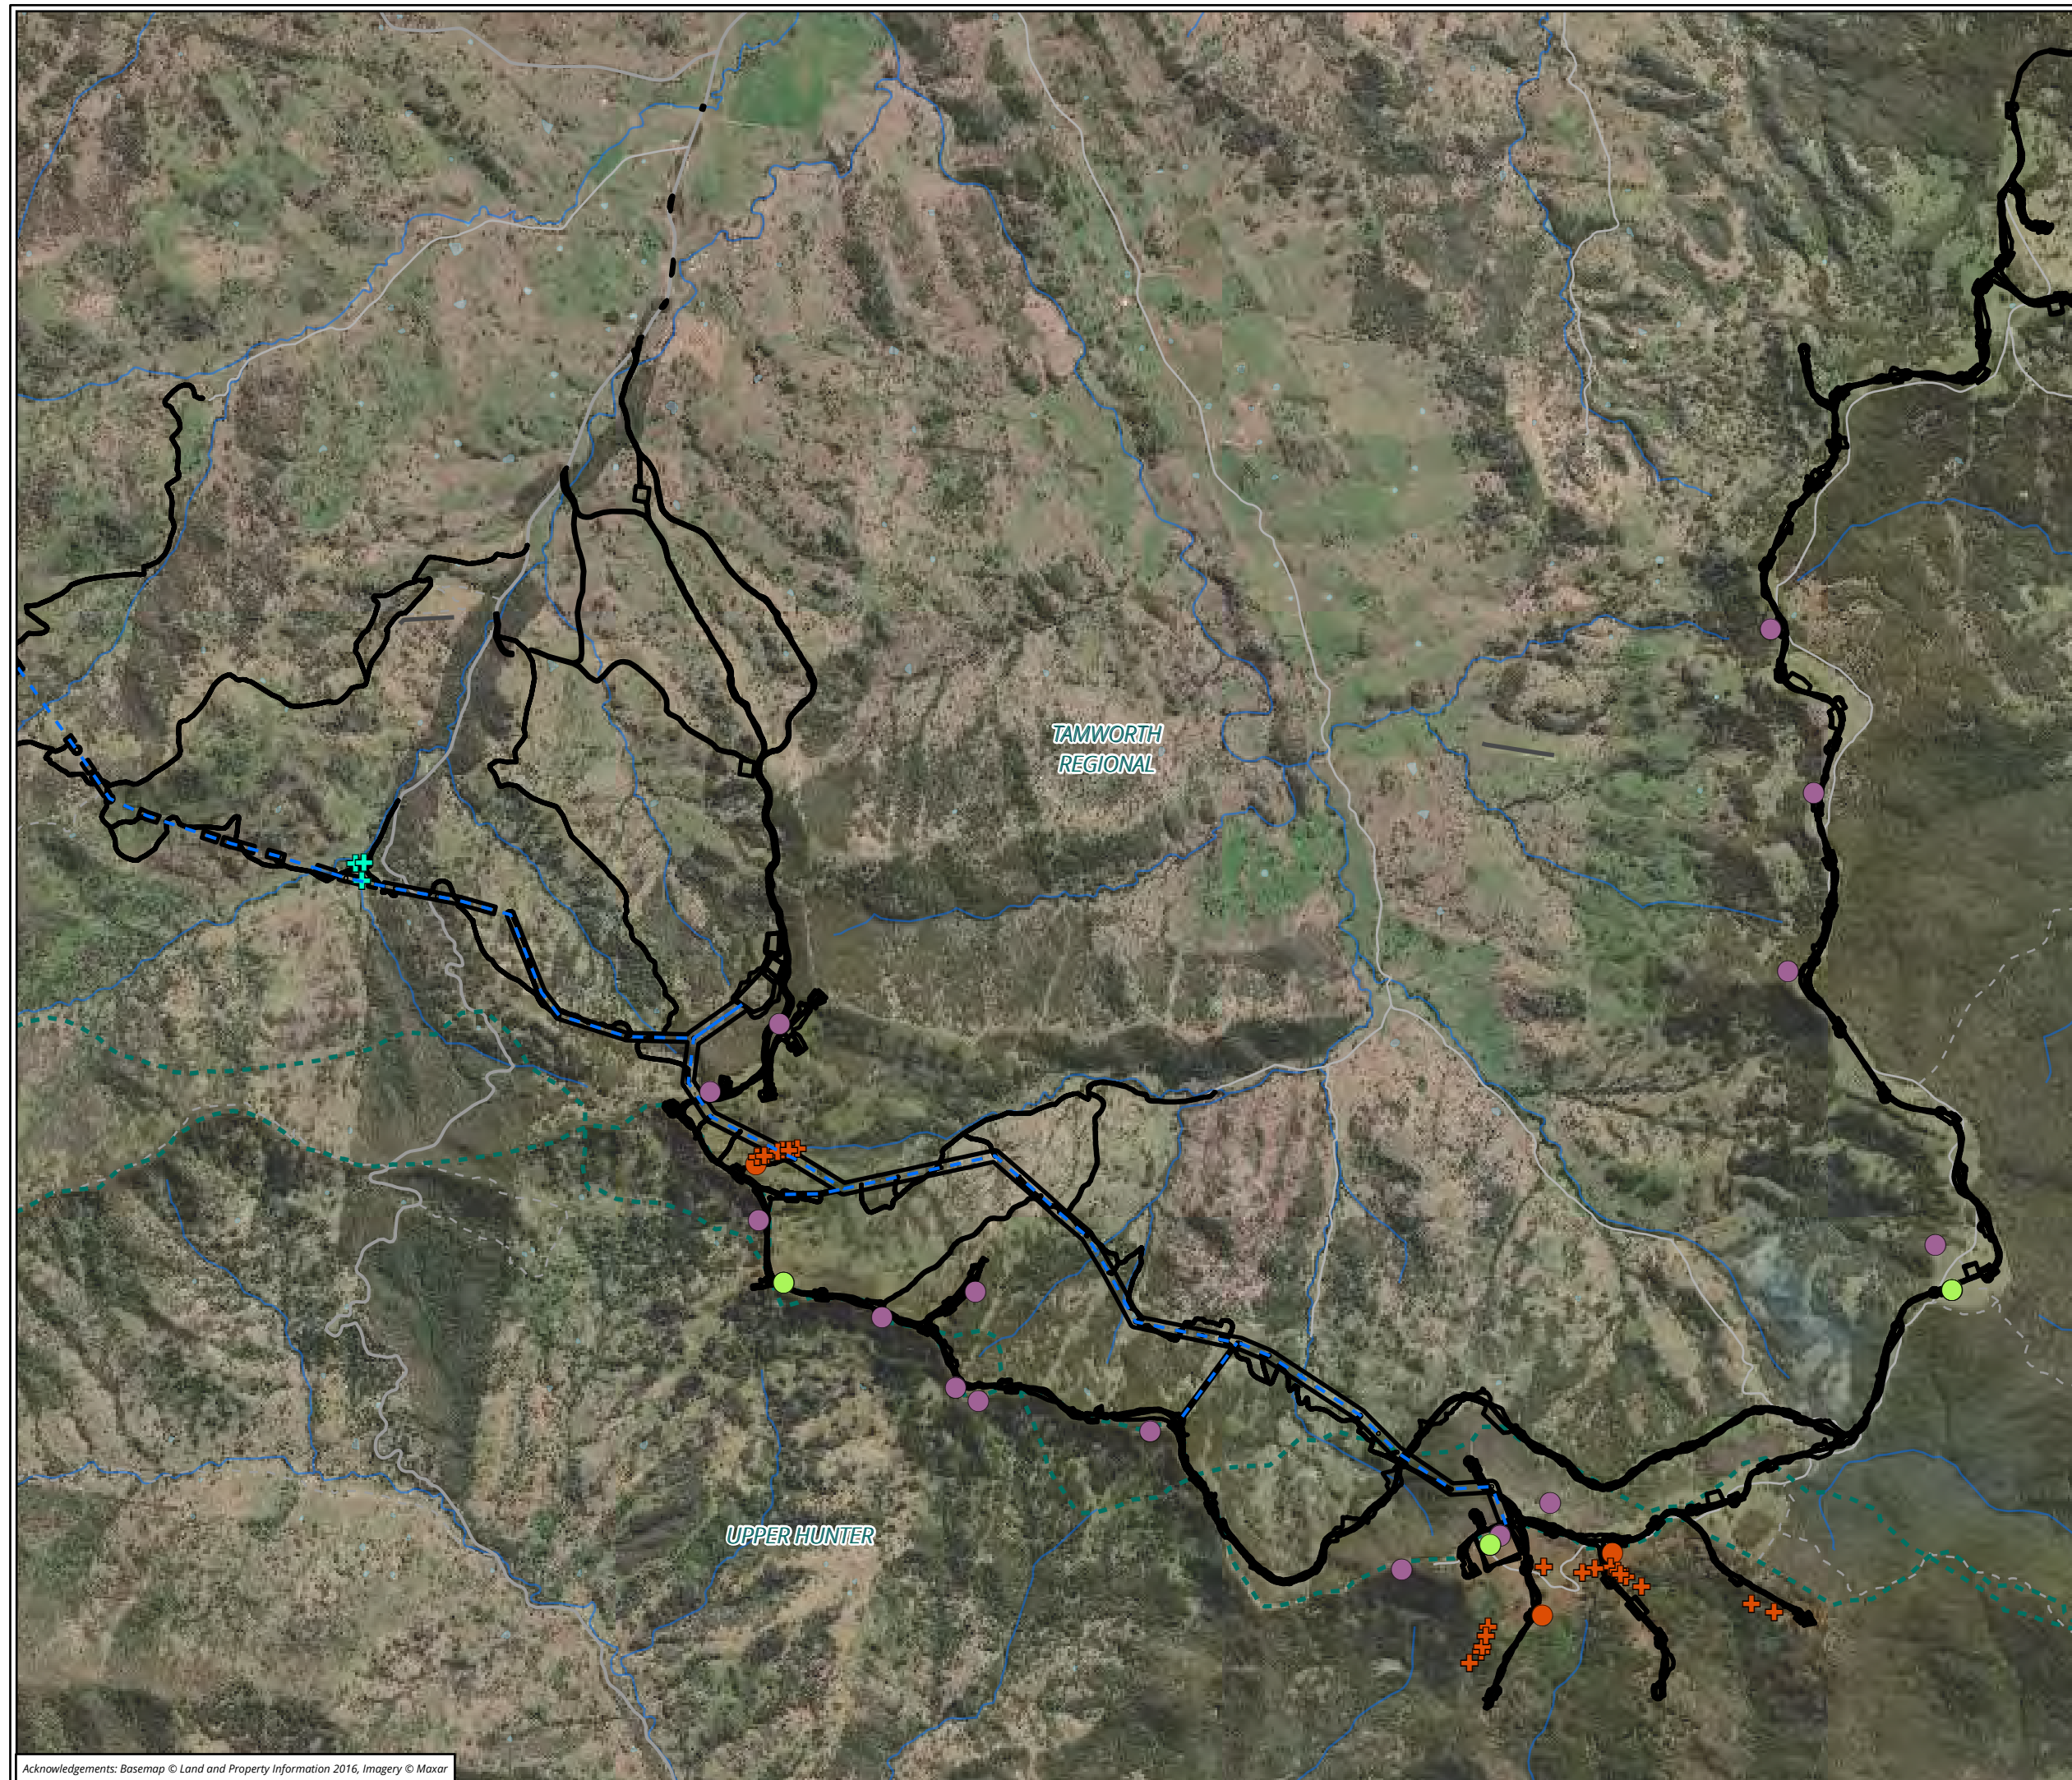 TAMWORTH
REGIONAL
UPPER HUNTER
Acknowledgements: Basemap © Land and Property Information 2016, Imagery © Maxar